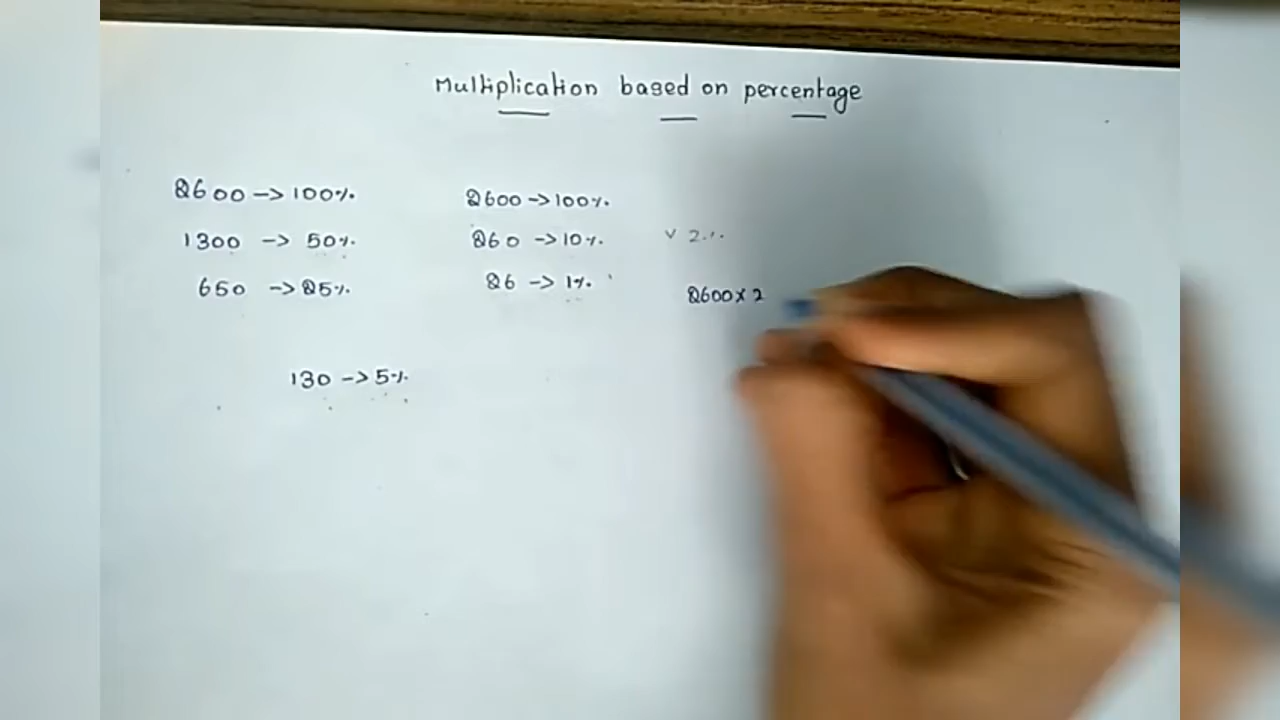 Multiplication based on percentage
2600 -> 100%
1300 -> 50%
650 -> 25%
130 -> 5%
2600 -> 100%
260 -> 10%
26 -> 1%
2%
2600 x 2